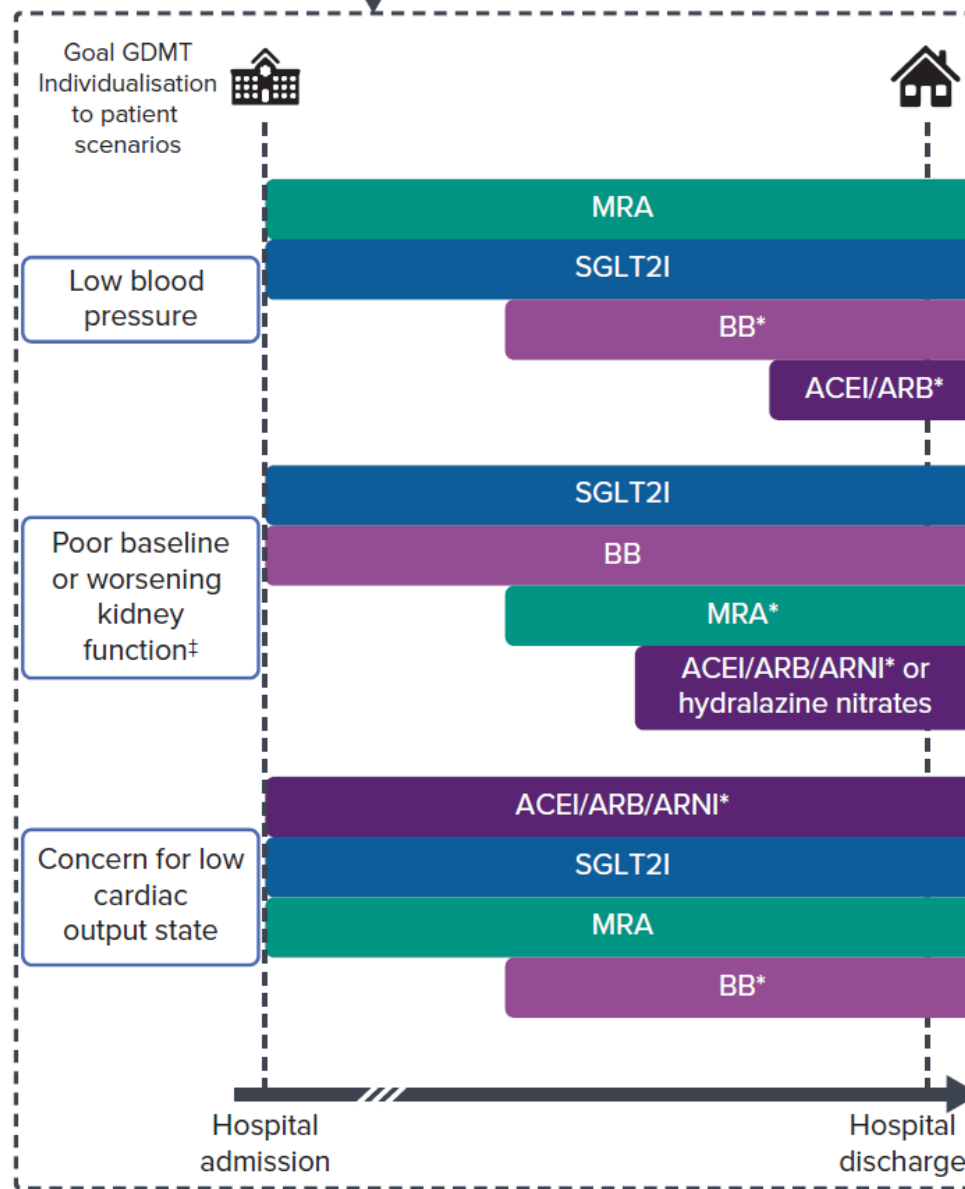 Goal GDMT
Individualisation
to patient
scenarios
MRA
SGLT2I
Low blood
pressure
BB*
ACEI/ARB*
SGLT2I
BB
Poor baseline
or worsening
kidney
function‡
MRA*
ACEI/ARB/ARNI* or
hydralazine nitrates
ACEI/ARB/ARNI*
SGLT2I
Concern for low
cardiac
output state
MRA
BB*
Hospital
admission
Hospital
discharge